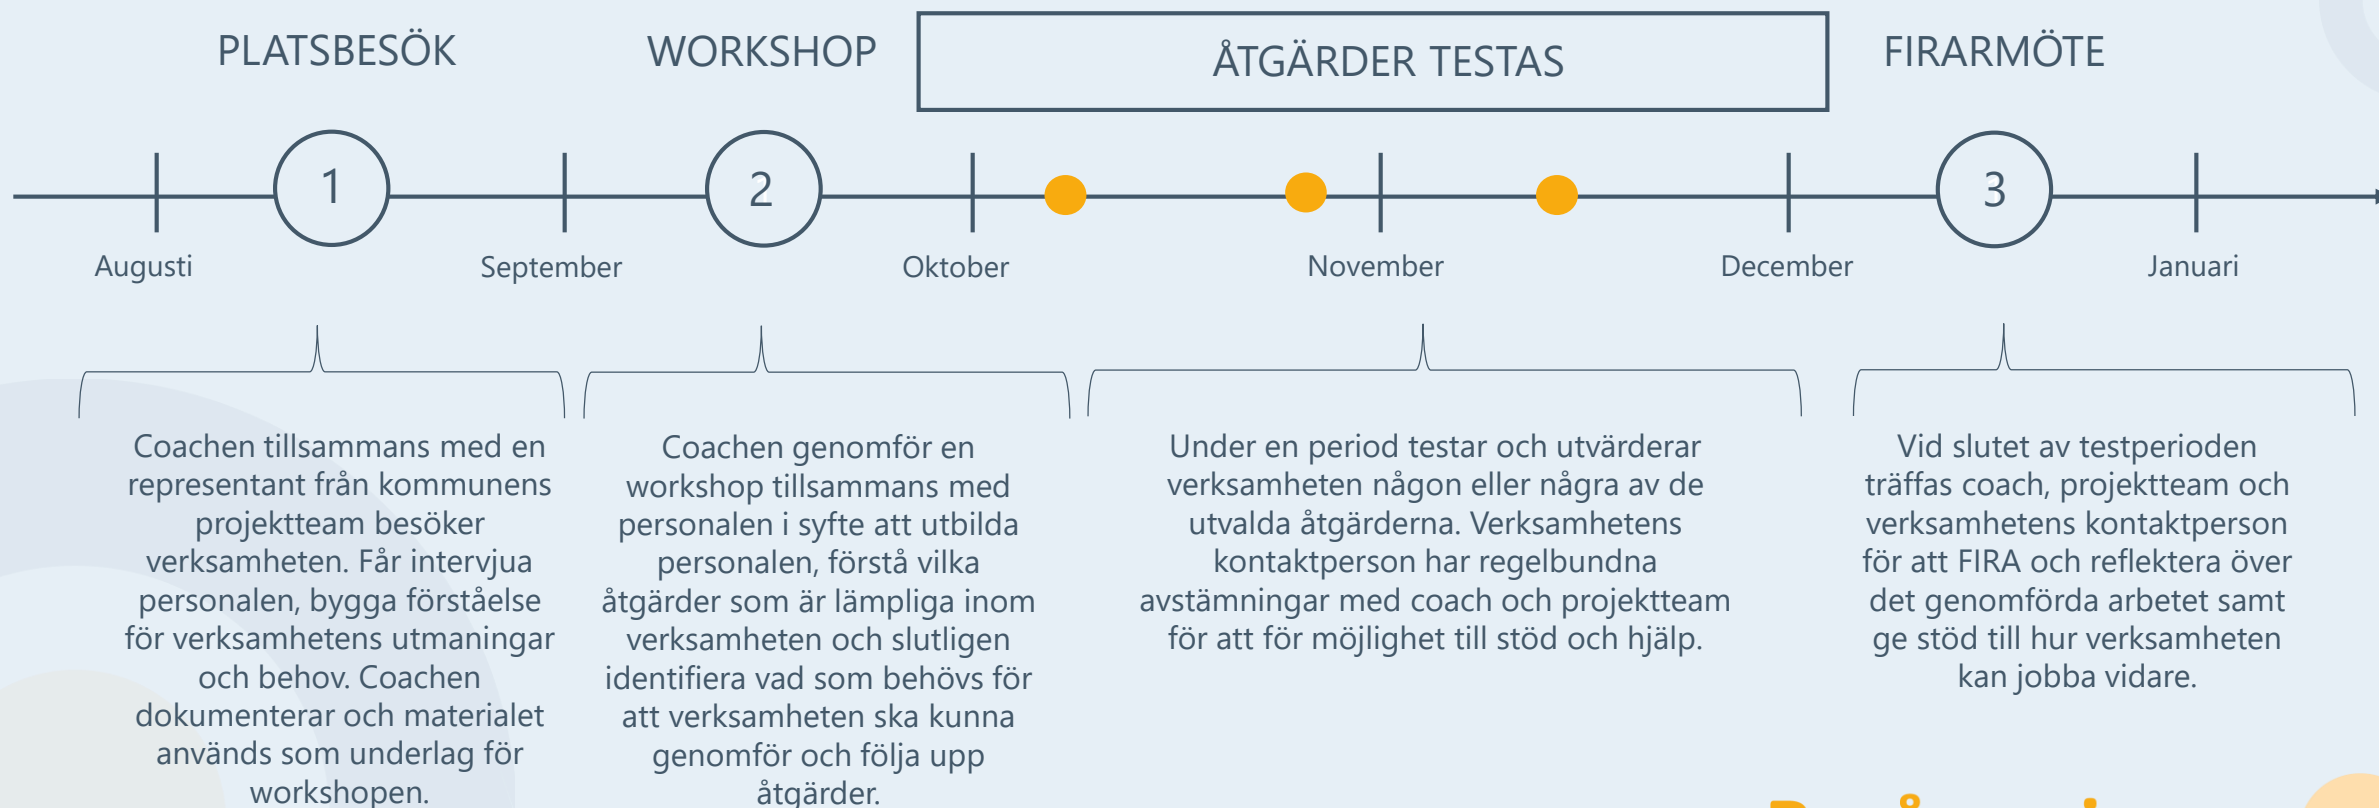 PLATSBESÖK
WORKSHOP
ÅTGÄRDER TESTAS
FIRARMÖTE
1
2
3
Augusti
September
Oktober
November
December
Januari
Coachen tillsammans med en
representant från kommunens
projektteam besöker
verksamheten. Får intervjua
personalen, bygga förståelse
för verksamhetens utmaningar
och behov. Coachen
dokumenterar och materialet
används som underlag för
workshopen.
Coachen genomför en
workshop tillsammans med
personalen i syfte att utbilda
personalen, förstå vilka
åtgärder som är lämpliga inom
verksamheten och slutligen
identifiera vad som behövs för
att verksamheten ska kunna
genomför och följa upp
åtgärder.
Under en period testar och utvärderar
verksamheten någon eller några av de
utvalda åtgärderna. Verksamhetens
kontaktperson har regelbundna
avstämningar med coach och projektteam
för att för möjlighet till stöd och hjälp.
Vid slutet av testperioden
träffas coach, projektteam och
verksamhetens kontaktperson
för att FIRA och reflektera över
det genomförda arbetet samt
ge stöd till hur verksamheten
kan jobba vidare.